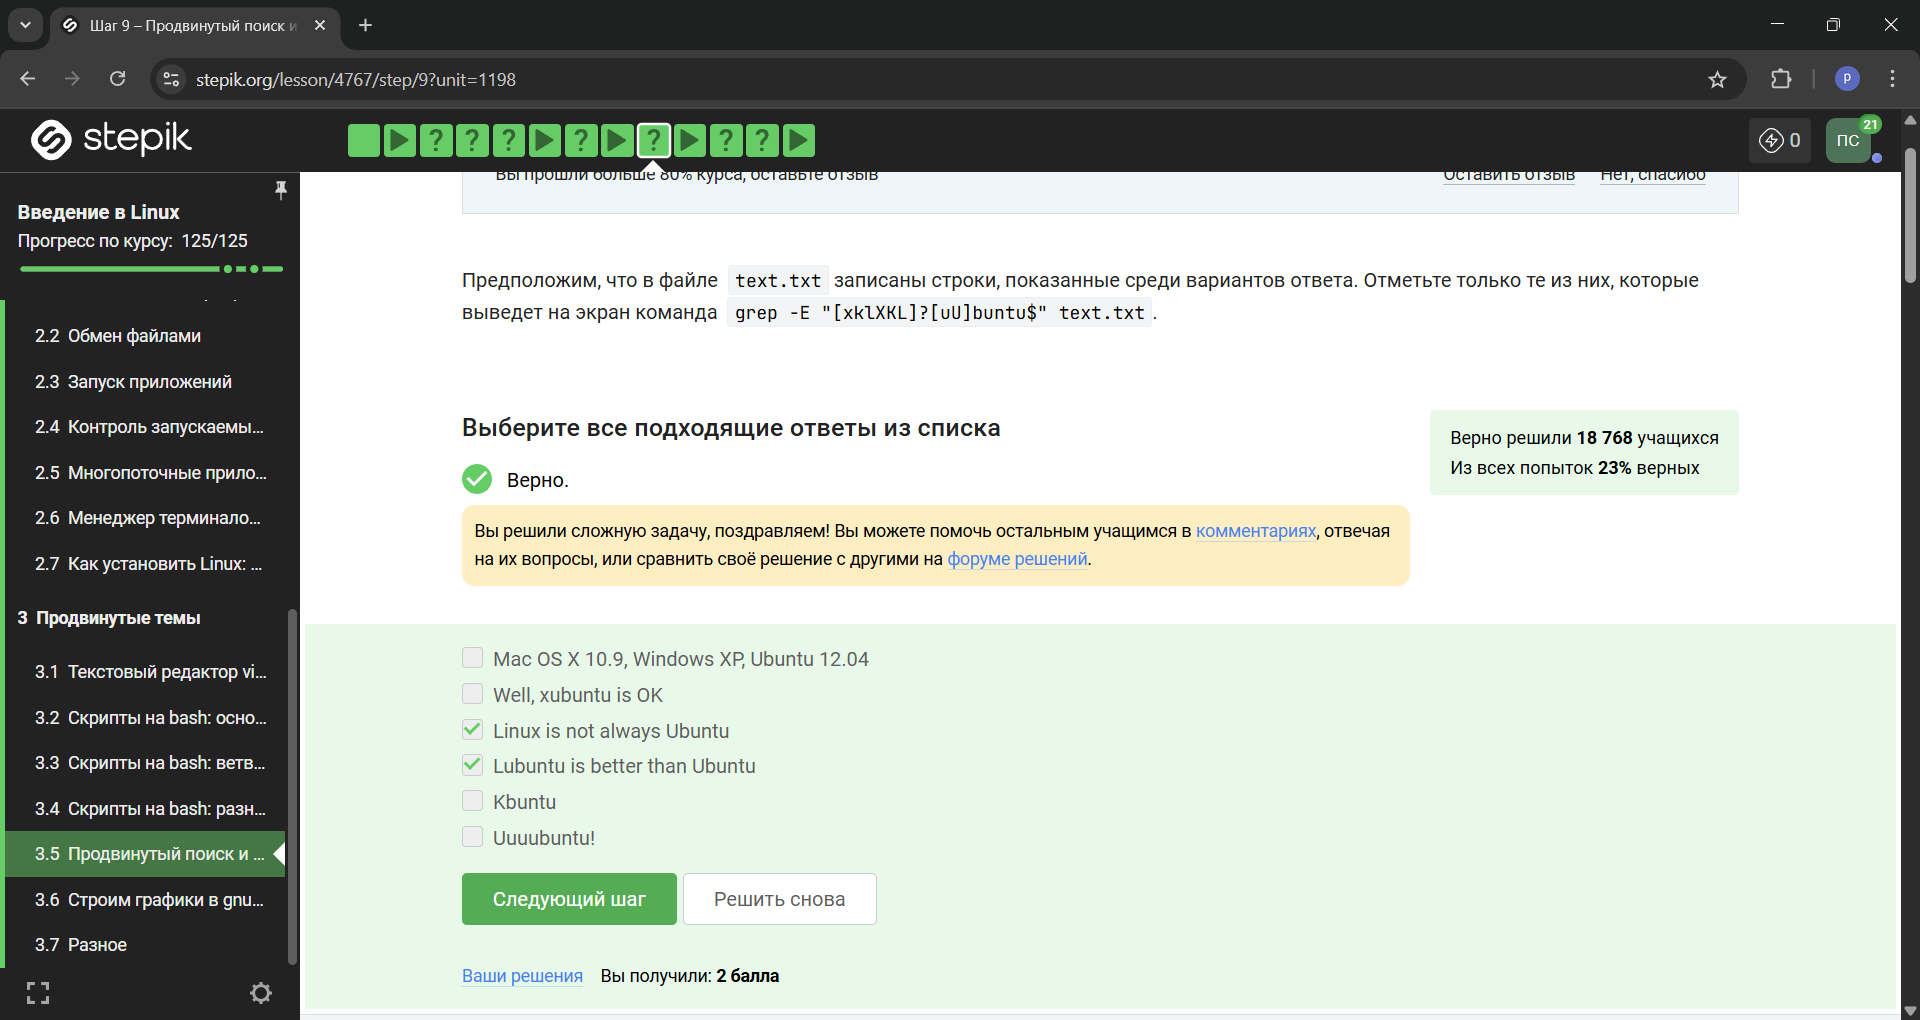 Шаг 9 – Продвинутый поиск и
stepik.org/lesson/4767/step/9?unit=1198
P
stepik
? ? ? ? ? ? ?
0
ПС
21
Введение в Linux
Прогресс по курсу: 125/125
2.2 Обмен файлами
2.3 Запуск приложений
2.4 Контроль запускаемы...
2.5 Многопоточные прило...
2.6 Менеджер терминало...
2.7 Как установить Linux: ...
3 Продвинутые темы
3.1 Текстовый редактор vi...
3.2 Скрипты на bash: осно...
3.3 Скрипты на bash: ветв...
3.4 Скрипты на bash: разн...
3.5 Продвинутый поиск и ...
3.6 Строим графики в gnu...
3.7 Разное
Вы прошли больше 80% курса, оставьте отзыв
Оставить отзыв Нет, спасибо
Предположим, что в файле text.txt записаны строки, показанные среди вариантов ответа. Отметьте только те из них, которые
выведет на экран команда grep -E "[xklXKL]?[uU]buntu$" text.txt.
Выберите все подходящие ответы из списка
Верно решили 18 768 учащихся
Из всех попыток 23% верных
Верно.
Вы решили сложную задачу, поздравляем! Вы можете помочь остальным учащимся в комментариях, отвечая
на их вопросы, или сравнить своё решение с другими на форуме решений.
Mac OS X 10.9, Windows XP, Ubuntu 12.04
Well, xubuntu is OK
Linux is not always Ubuntu
Lubuntu is better than Ubuntu
Kbuntu
Uuuubuntu!
Следующий шаг
Решить снова
Ваши решения Вы получили: 2 балла